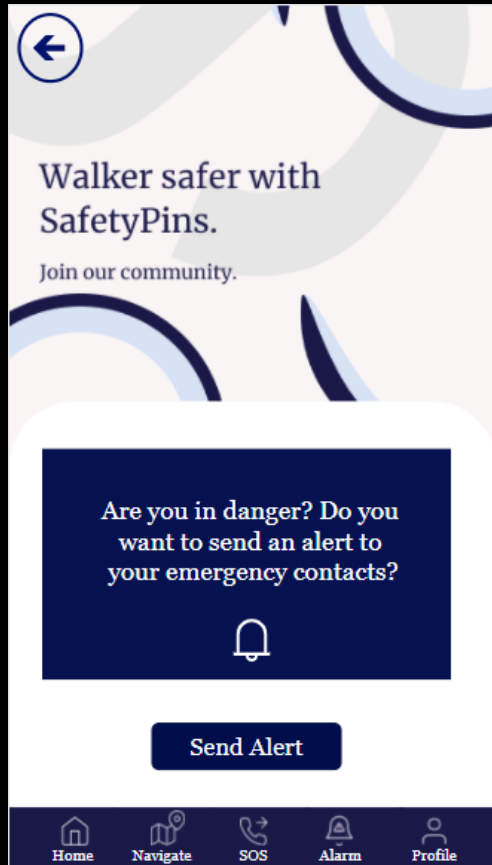 Walker safer with
SafetyPins.
Join our community.
Are you in danger? Do you
want to send an alert to
your emergency contacts?
Send Alert
Home Navigate SOS Alarm Profile